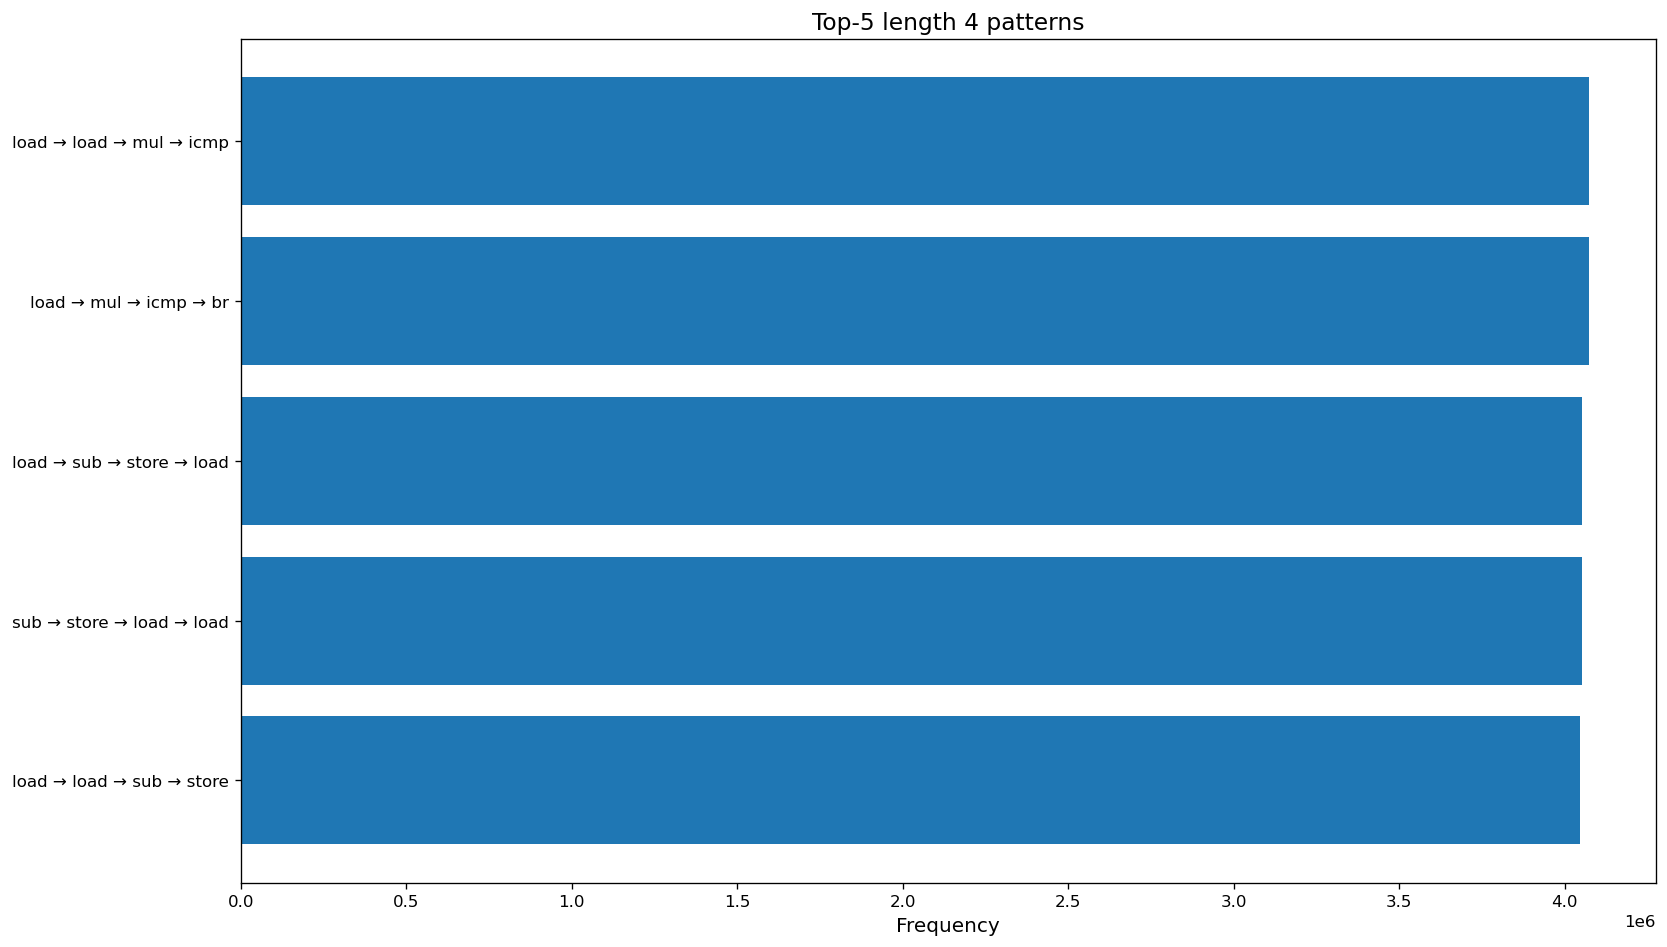 Top-5 length 4 patterns
load → load → mul → icmp
load → mul → icmp → br
load → sub → store → load
sub → store → load → load
load → load → sub → store
0.0 0.5 1.0 1.5 2.0 2.5 3.0 3.5 4.0
1e6
Frequency